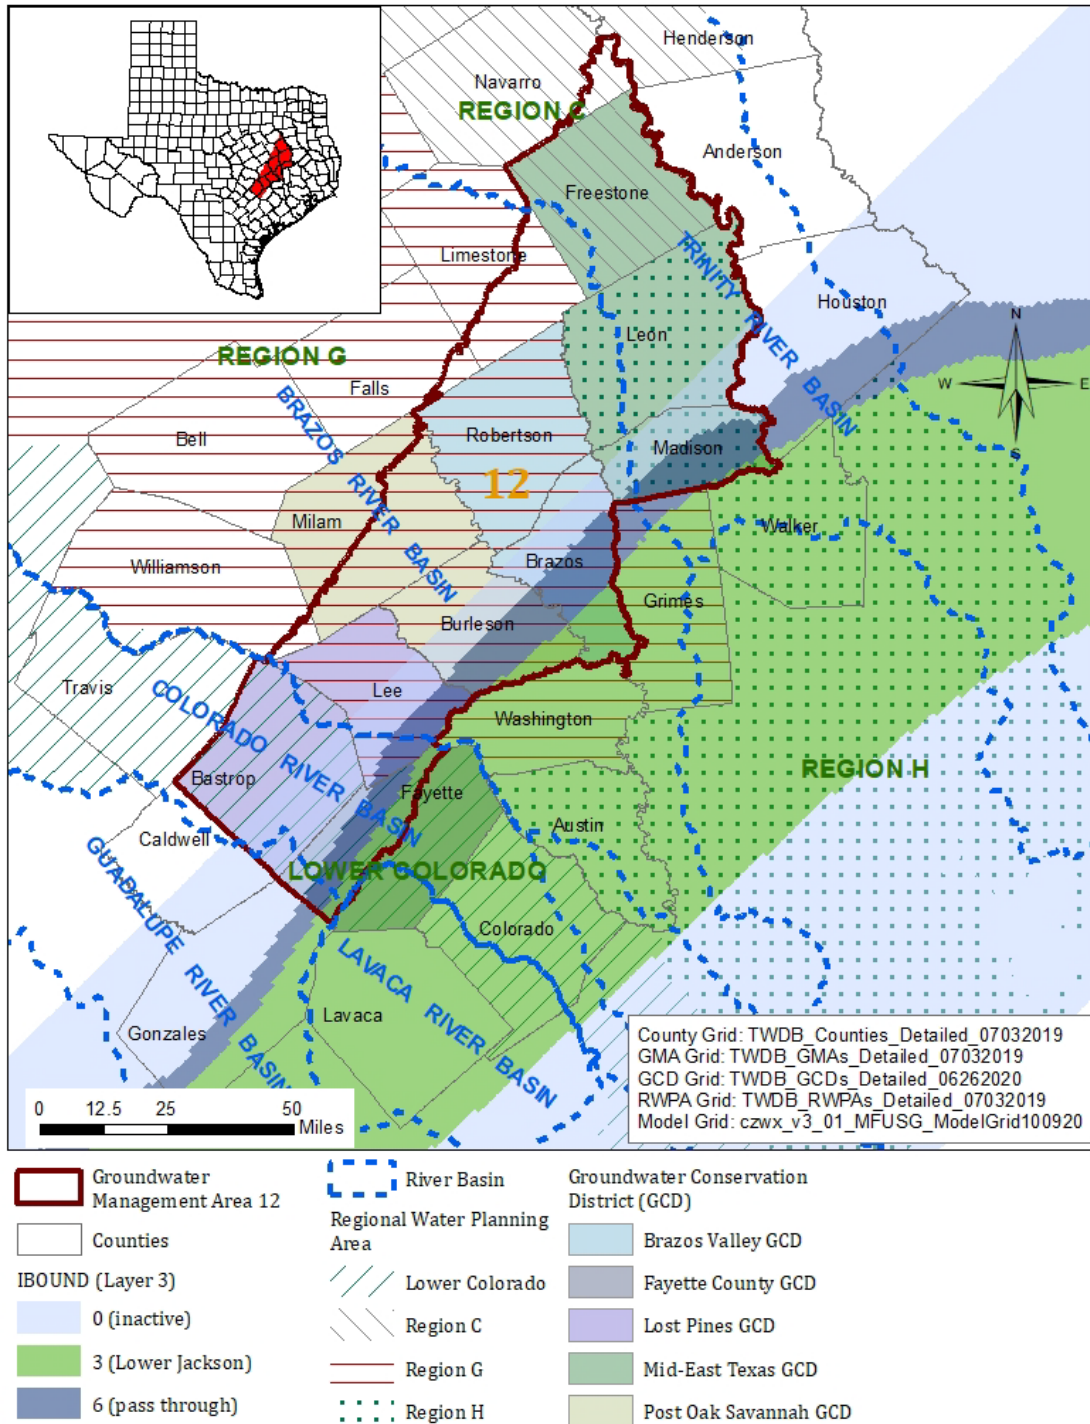 Henderson
Navarro
REGION C
Anderson
Freestone
Limestone
TRINITY RIVER BASIN
Houston
N
W
E
S
Leon
REGION G
Falls
BRAZOS RIVER BASIN
Bell
Robertson
Madison
12
Milam
Walker
Williamson
Brazos
Grimes
Burleson
Travis
Lee
COLORADO RIVER BASIN
Washington
REGION H
Bastrop
Fayette
Austin
Caldwell
LOWER COLORADO
GUADALUPE RIVER BASIN
Colorado
LAVACA RIVER BASIN
Lavaca
Gonzales
County Grid: TWDB_Counties_Detailed_07032019
GMA Grid: TWDB_GMAs_Detailed_07032019
GCD Grid: TWDB_GCDs_Detailed_06262020
RWPA Grid: TWDB_RWPAs_Detailed_07032019
Model Grid: czwx_v3_01_MFUSG_ModelGrid100920
0 12.5 25 50
Miles
Groundwater
Management Area 12
Counties
IBOUND (Layer 3)
0 (inactive)
3 (Lower Jackson)
6 (pass through)
River Basin
Regional Water Planning
Area
Lower Colorado
Region C
Region G
Region H
Groundwater Conservation
District (GCD)
Brazos Valley GCD
Fayette County GCD
Lost Pines GCD
Mid-East Texas GCD
Post Oak Savannah GCD